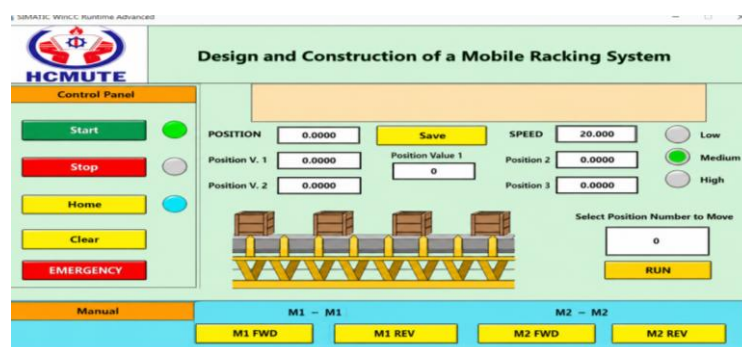 SIMATIC WinCC Runtime Advanced
HCMUTE
Design and Construction of a Mobile Racking System
Control Panel
Start
Stop
Home
Clear
EMERGENCY
POSITION 0.0000 Save SPEED 20.000 Low
Position V. 1 0.0000 Position Value 1 Position 2 0.0000 Medium
0
Position V. 2 0.0000 Position 3 0.0000 High
Select Position Number to Move
0
RUN
Manual
M1 – M1 M2 – M2
M1 FWD M1 REV M2 FWD M2 REV